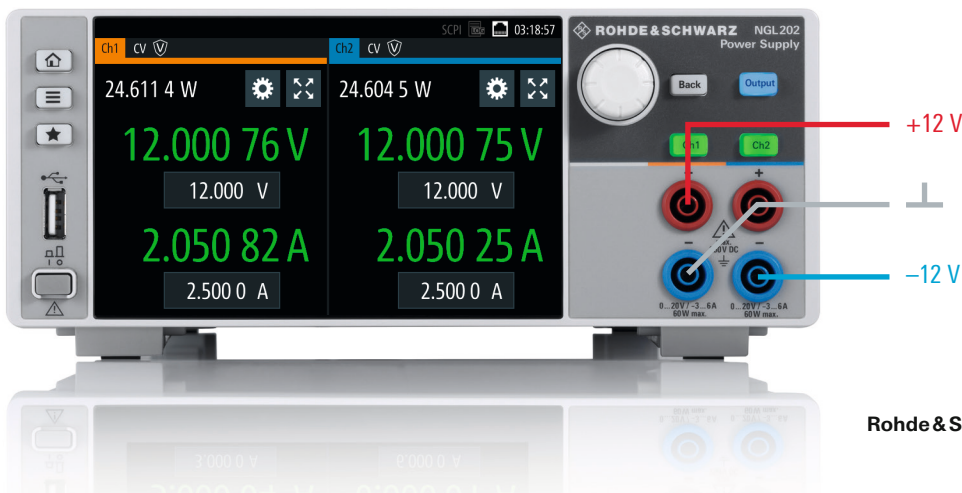 SCPI 03:18:57
Ch1 CV V
Ch2 CV V
24.611 4 W
24.604 5 W
12.000 76 V
12.000 75 V
12.000 V
12.000 V
2.050 82 A
2.050 25 A
2.500 0 A
2.500 0 A
ROHDE & SCHWARZ NGL202
Power Supply
Back
Output
Ch1
Ch2
+ +
− −
0...20V / -3...6A
60W max.
0...20V / -3...6A
60W max.
+12 V
−12 V
Rohde & S